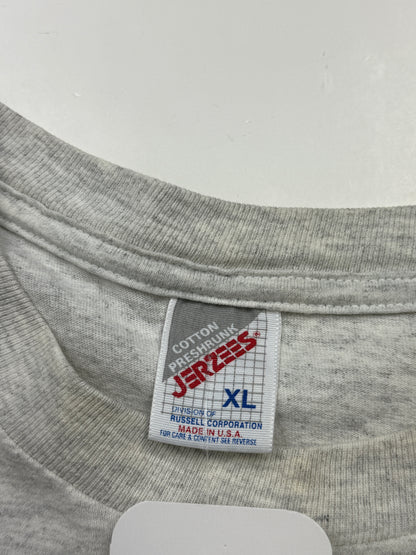 COTTON
PRESHRUNK
JERZEES®
XL
DIVISION OF
RUSSELL CORPORATION
MADE IN U.S.A.
FOR CARE & CONTENT SEE REVERSE